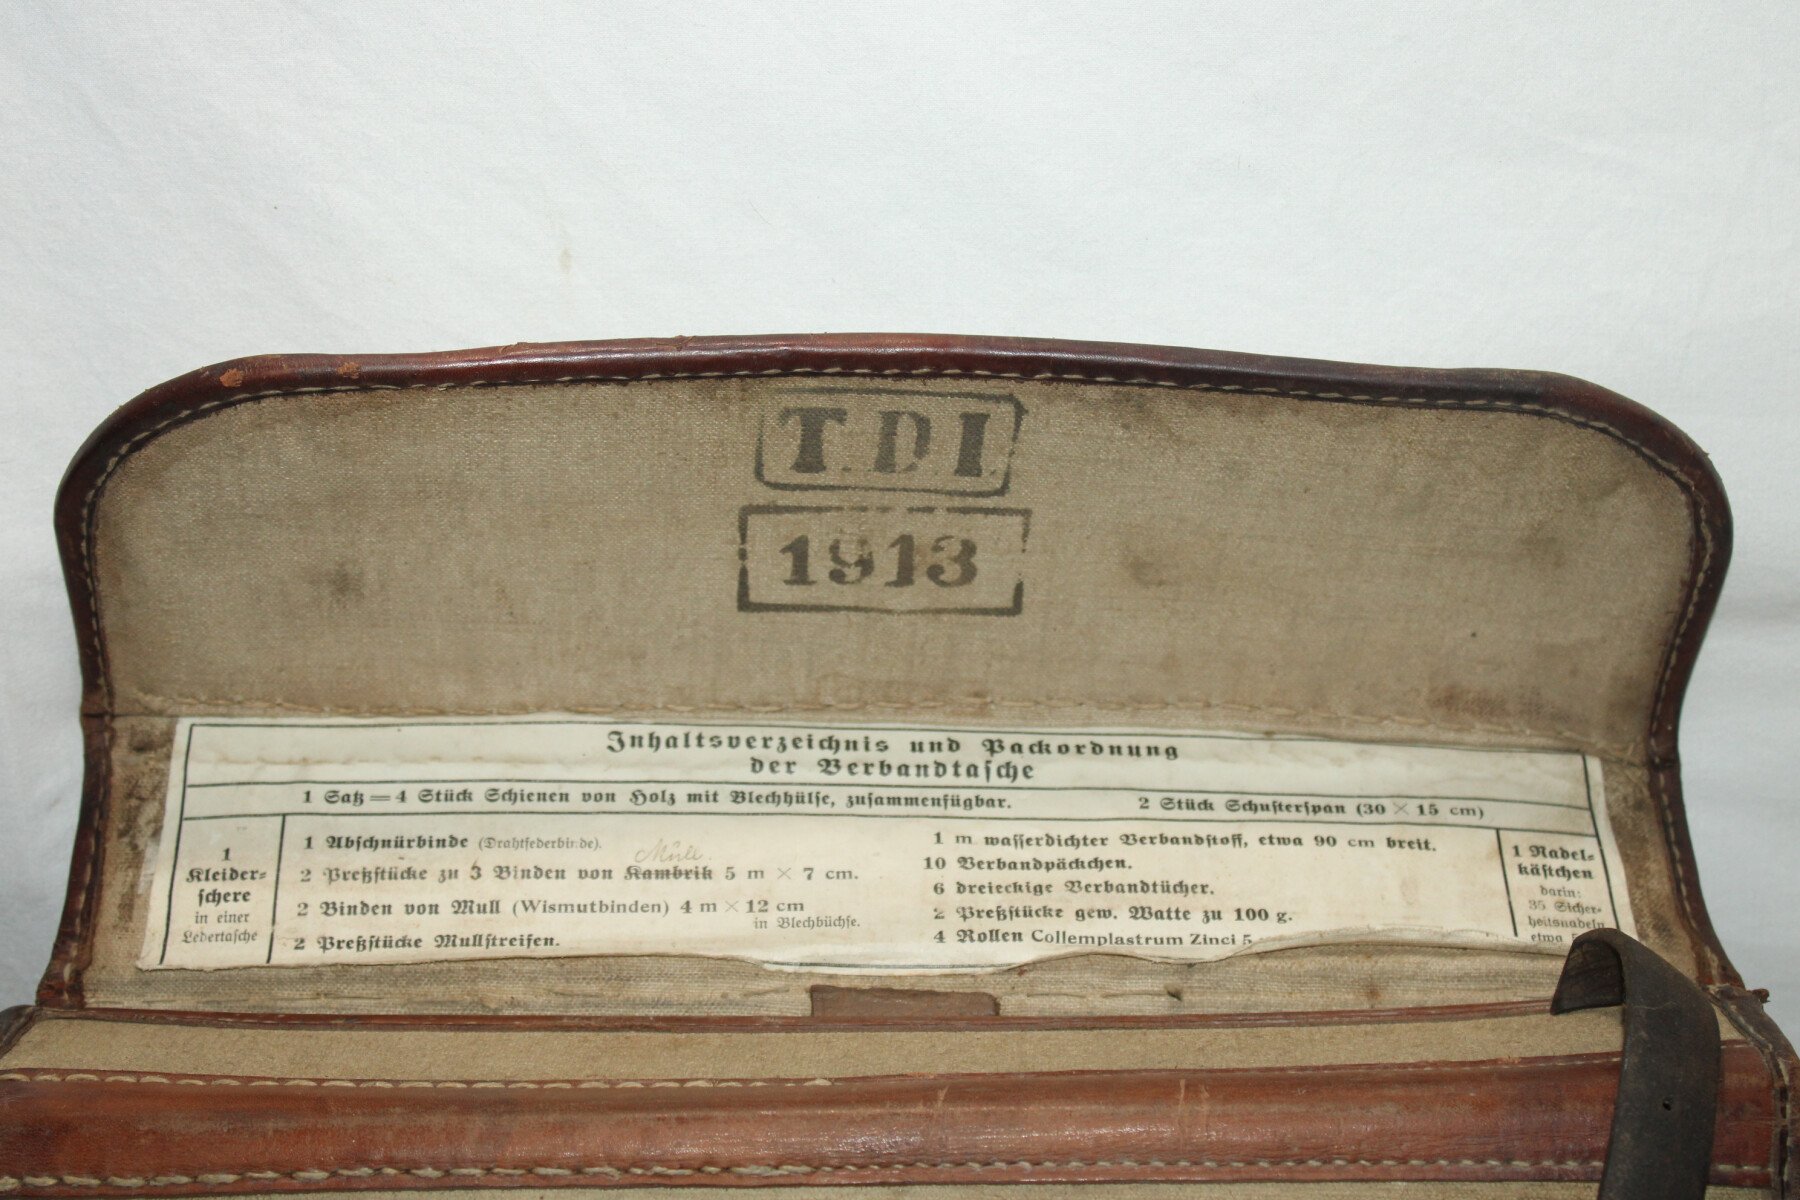 T.D.I.
1913
Inhaltsverzeichnis und Packordnung
der Verbandtasche
1 Satz = 4 Stück Schienen von Holz mit Blechhülse, zusammenfügbar. 2 Stück Schusterspan (30 × 15 cm)
1
Kleider-
schere
in einer
Ledertasche
1 Abschnürbinde (Drahtfederbinde).
Mull.
2 Preßstücke zu 3 Binden von Kambrik 5 m × 7 cm.
2 Binden von Mull (Wismutbinden) 4 m × 12 cm
in Blechbüchse.
2 Preßstücke Mullstreifen.
1 m wasserdichter Verbandstoff, etwa 90 cm breit.
10 Verbandpäckchen.
6 dreieckige Verbandtücher.
2 Preßstücke gew. Watte zu 100 g.
4 Rollen Collemplastrum Zinci 5
1 Nadel-
kästchen
darin:
35 Sicher-
heitsnadeln
etwa